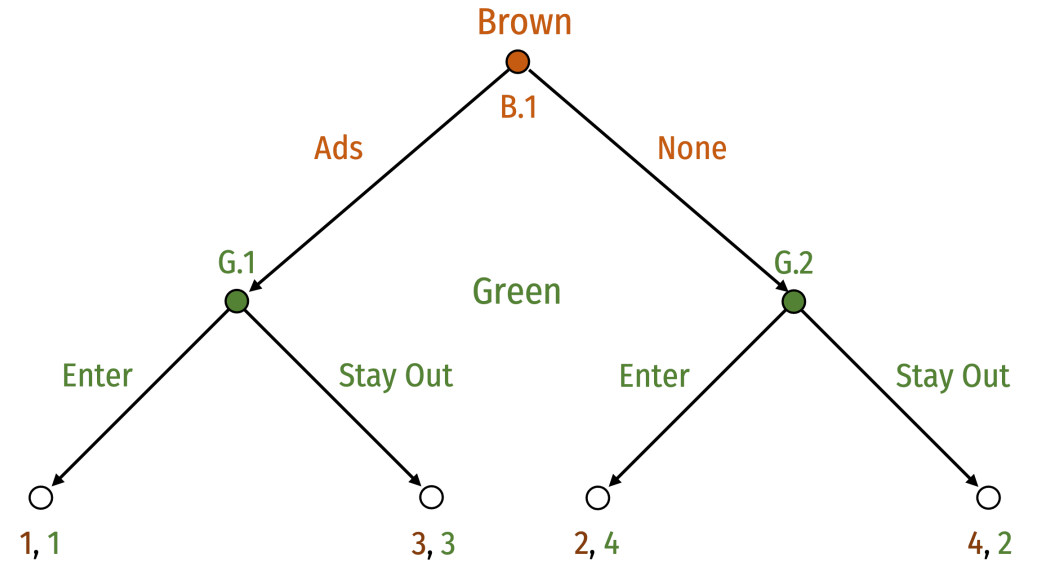 Brown
B.1
Ads
None
G.1
G.2
Green
Enter
Stay Out
Enter
Stay Out
1, 1
3, 3
2, 4
4, 2